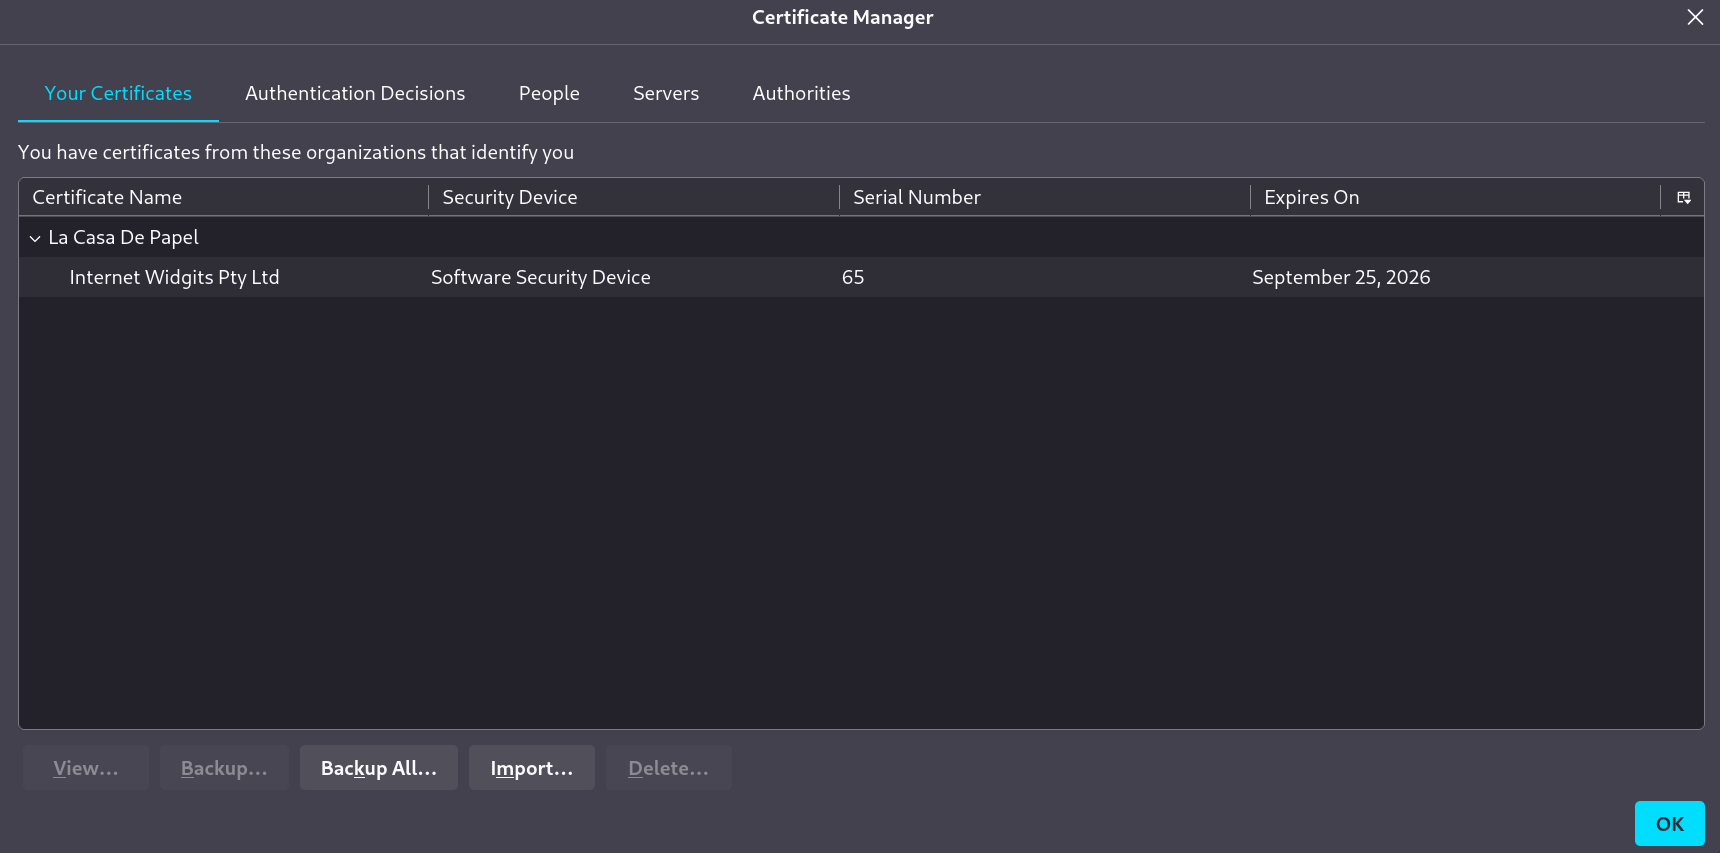 Certificate Manager
Your Certificates Authentication Decisions People Servers Authorities
You have certificates from these organizations that identify you
Certificate Name Security Device Serial Number Expires On
La Casa De Papel
Internet Widgits Pty Ltd Software Security Device 65 September 25, 2026
View... Backup... Backup All... Import... Delete...
OK